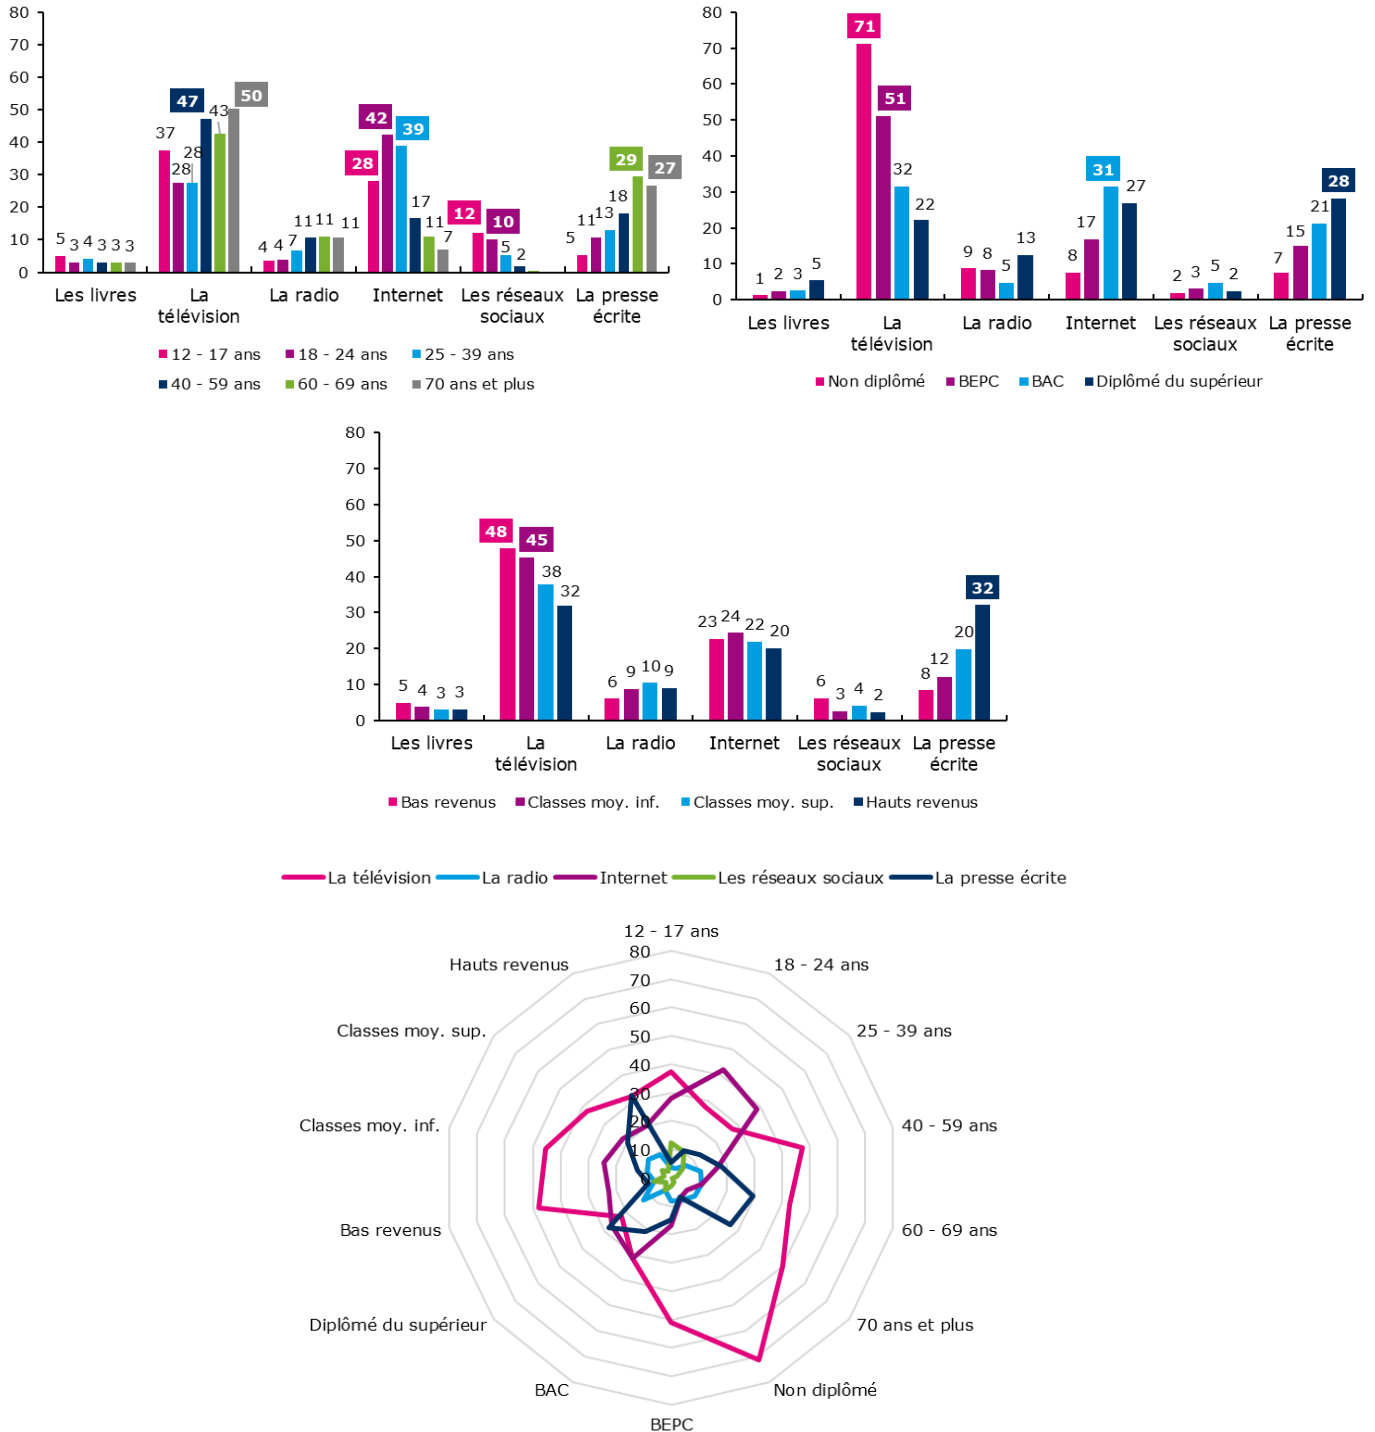 80
70
60
50
40
30
20
10
0
5
3
4
3
3
3
37
28
28
47
43
50
4
4
7
11
11
11
28
42
39
17
11
7
12
10
5
2
5
11
13
18
29
27
Les livres
La
télévision
La radio
Internet
Les réseaux
sociaux
La presse
écrite
12 - 17 ans
18 - 24 ans
25 - 39 ans
40 - 59 ans
60 - 69 ans
70 ans et plus
80
70
60
50
40
30
20
10
0
1
2
3
5
71
51
32
22
9
8
5
13
8
17
31
27
2
3
5
2
7
15
21
28
Les livres
La
télévision
La radio
Internet
Les réseaux
sociaux
La presse
écrite
Non diplômé
BEPC
BAC
Diplômé du supérieur
80
70
60
50
40
30
20
10
0
5
4
3
3
48
45
38
32
6
9
10
9
23
24
22
20
6
3
4
2
8
12
20
32
Les livres
La
télévision
La radio
Internet
Les réseaux
sociaux
La presse
écrite
Bas revenus
Classes moy. inf.
Classes moy. sup.
Hauts revenus
La télévision
La radio
Internet
Les réseaux sociaux
La presse écrite
12 - 17 ans
18 - 24 ans
25 - 39 ans
40 - 59 ans
60 - 69 ans
70 ans et plus
Non diplômé
BEPC
BAC
Diplômé du supérieur
Bas revenus
Classes moy. inf.
Classes moy. sup.
Hauts revenus
80
70
60
50
40
30
20
10
0